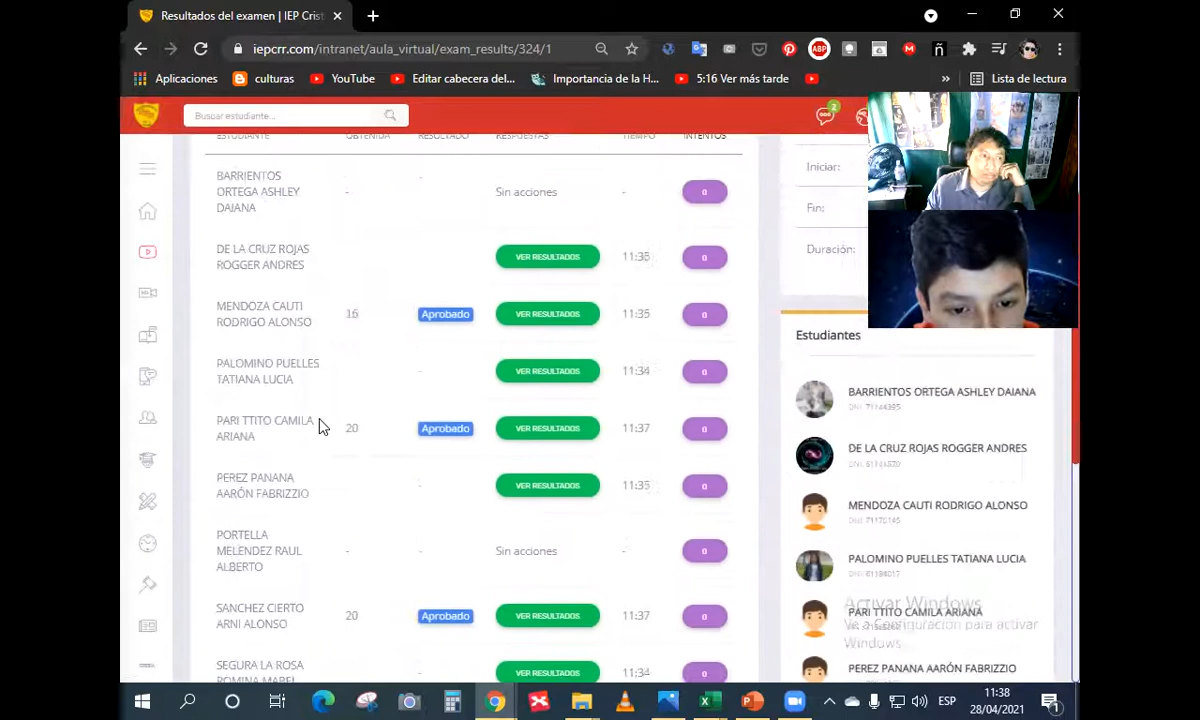 Resultados del examen | IEP Crist
iepcrr.com/intranet/aula_virtual/exam_results/324/1
Aplicaciones culturas YouTube Editar cabecera del... Importancia de la H... 5:16 Ver más tarde » Lista de lectura
Buscar estudiante...
2
ESTUDIANTE OBTENIDA RESULTADO RESPUESTAS TIEMPO INTENTOS
BARRIENTOS
ORTEGA ASHLEY
DAIANA
- - Sin acciones - 0
DE LA CRUZ ROJAS
ROGGER ANDRES
VER RESULTADOS 11:35 0
MENDOZA CAUTI
RODRIGO ALONSO
16 Aprobado VER RESULTADOS 11:35 0
PALOMINO PUELLES
TATIANA LUCIA
- VER RESULTADOS 11:34 0
PARI TTITO CAMILA
ARIANA
20 Aprobado VER RESULTADOS 11:37 0
PEREZ PANANA
AARÓN FABRIZZIO
- VER RESULTADOS 11:35 0
PORTELLA
MELENDEZ RAUL
ALBERTO
- - Sin acciones - 0
SANCHEZ CIERTO
ARNI ALONSO
20 Aprobado VER RESULTADOS 11:37 0
SEGURA LA ROSA
ROMINA MABEL
VER RESULTADOS 11:34 0
Iniciar:
Fin:
Duración:
Estudiantes
BARRIENTOS ORTEGA ASHLEY DAIANA
DE LA CRUZ ROJAS ROGGER ANDRES
MENDOZA CAUTI RODRIGO ALONSO
PALOMINO PUELLES TATIANA LUCIA
PARI TTITO CAMILA ARIANA
PEREZ PANANA AARÓN FABRIZZIO
Activar Windows
Ve a Configuración para activar
Windows.
ESP
11:38
28/04/2021
1